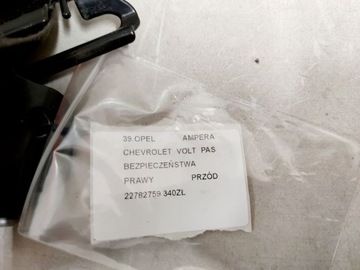 39.OPEL AMPERA
CHEVROLET VOLT PAS
BEZPIECZEŃSTWA
PRAWY PRZÓD
22782759 340ZL